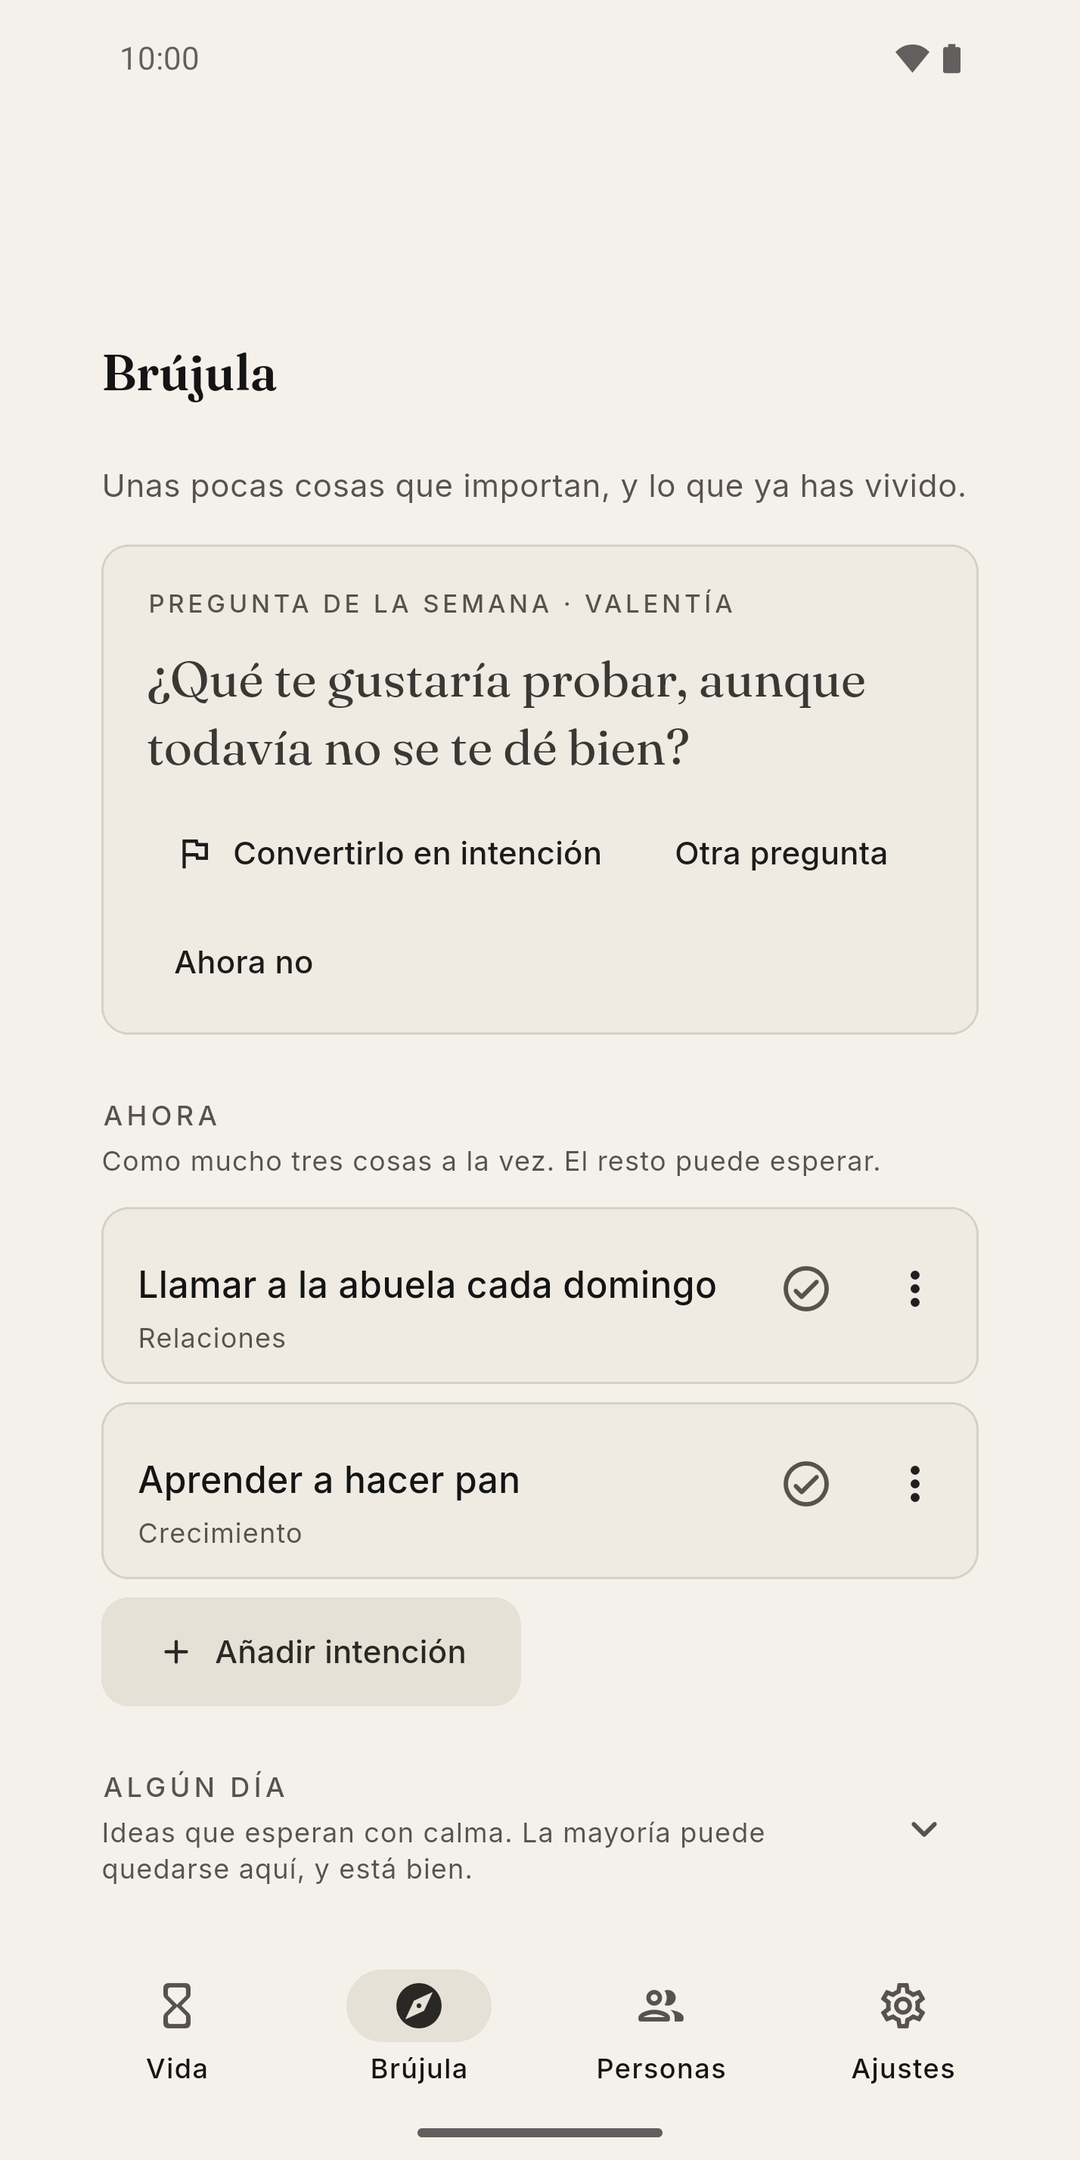 10:00
Brújula
Unas pocas cosas que importan, y lo que ya has vivido.
PREGUNTA DE LA SEMANA · VALENTÍA
¿Qué te gustaría probar, aunque
todavía no se te dé bien?
Convertirlo en intención
Otra pregunta
Ahora no
AHORA
Como mucho tres cosas a la vez. El resto puede esperar.
Llamar a la abuela cada domingo
Relaciones
Aprender a hacer pan
Crecimiento
Añadir intención
ALGÚN DÍA
Ideas que esperan con calma. La mayoría puede
quedarse aquí, y está bien.
Vida
Brújula
Personas
Ajustes